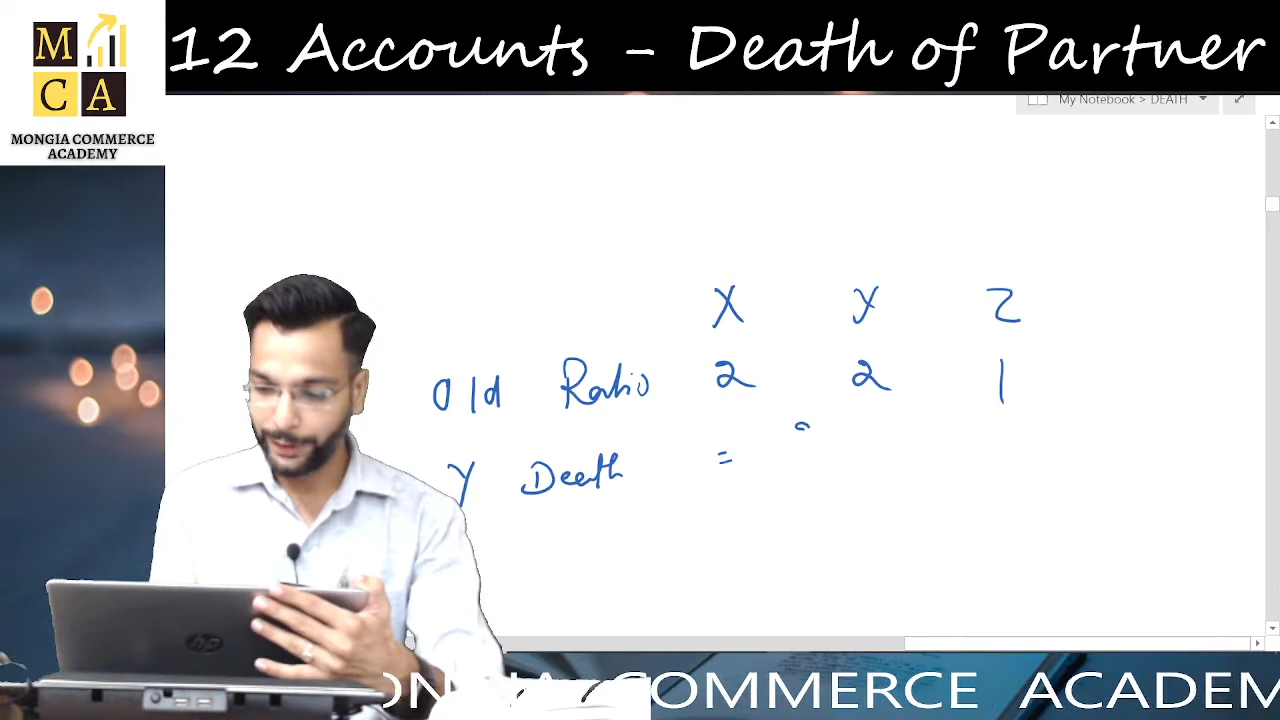 M
C A
MONGIA COMMERCE
ACADEMY
12 Accounts - Death of Partner
My Notebook > DEATH
X Y Z
Old Ratio 2 2 1
Y Death =
hp
COMMERCE ACADEM